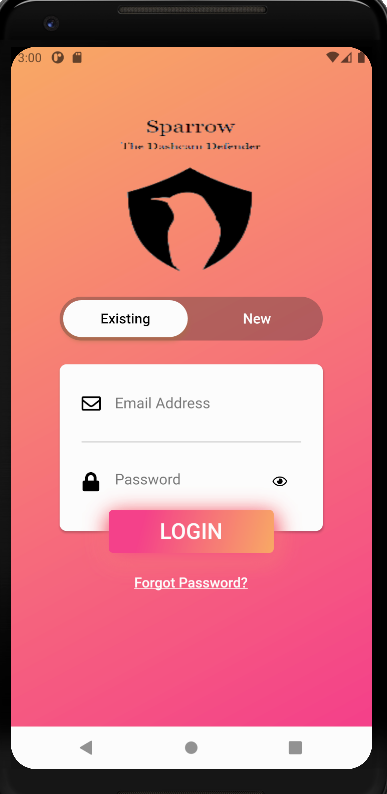 3:00
Sparrow
The Dashcam Defender
Existing
New
Email Address
Password
LOGIN
Forgot Password?